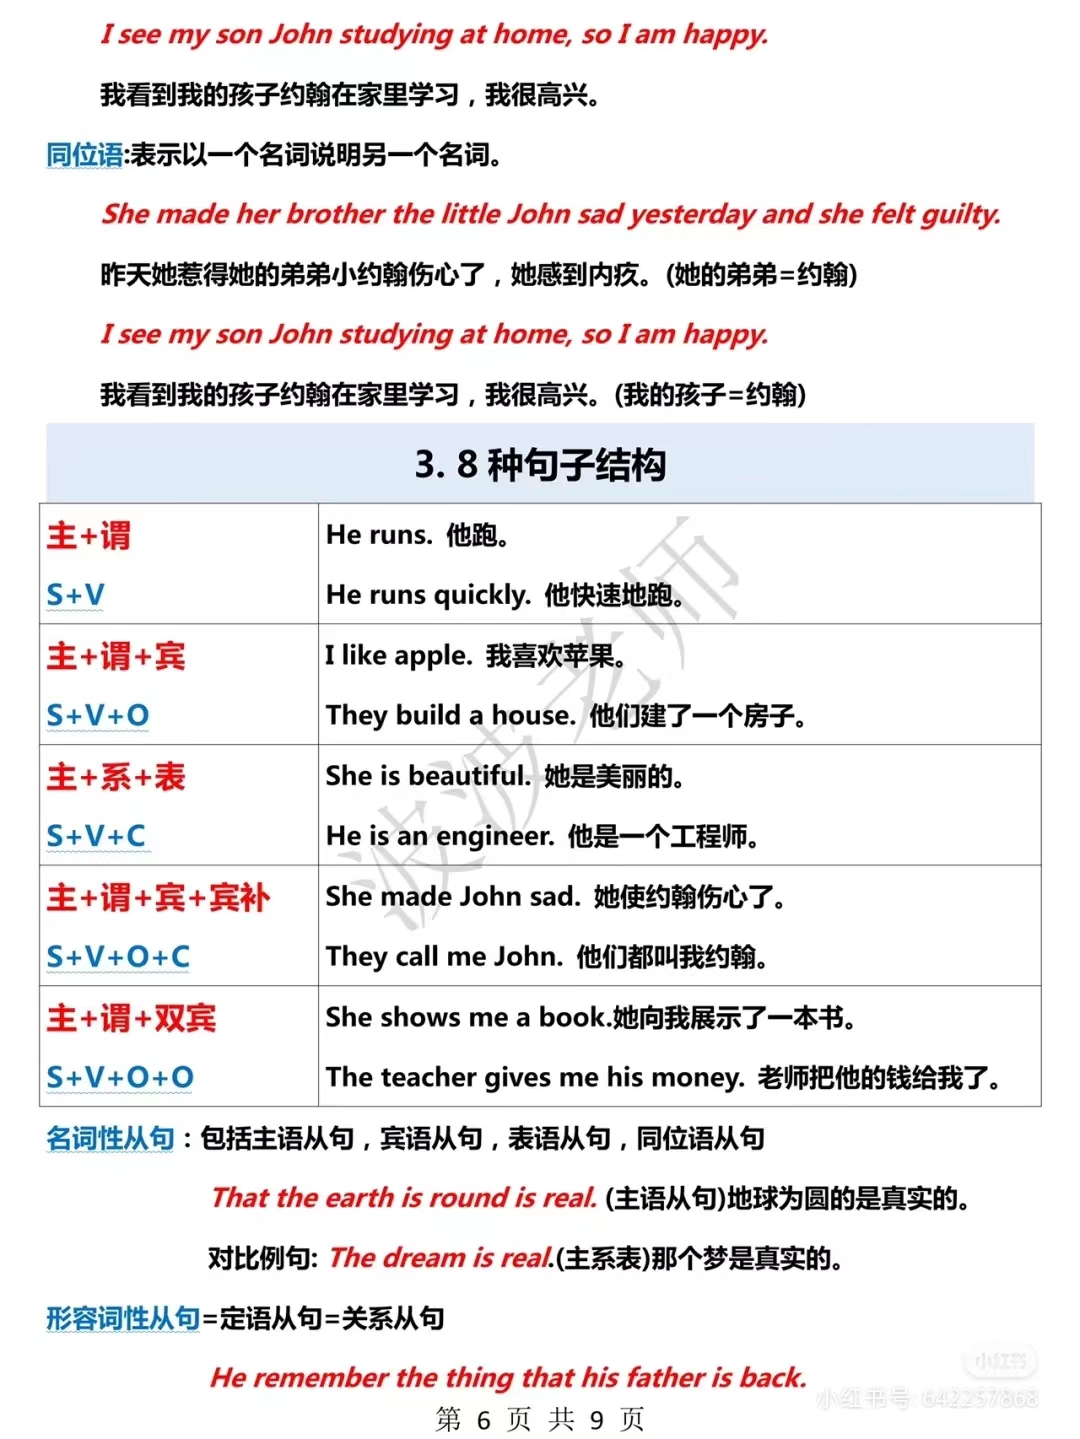 I see my son John studying at home, so I am happy.
我看到我的孩子约翰在家里学习，我很高兴。
同位语:表示以一个名词说明另一个名词。
She made her brother the little John sad yesterday and she felt guilty.
昨天她惹得她的弟弟小约翰伤心了，她感到内疚。(她的弟弟=约翰)
I see my son John studying at home, so I am happy.
我看到我的孩子约翰在家里学习，我很高兴。(我的孩子=约翰)
3. 8 种句子结构
主+谓
S+V
He runs. 他跑。
He runs quickly. 他快速地跑。
主+谓+宾
S+V+O
I like apple. 我喜欢苹果。
They build a house. 他们建了一个房子。
主+系+表
S+V+C
She is beautiful. 她是美丽的。
He is an engineer. 他是一个工程师。
主+谓+宾+宾补
S+V+O+C
She made John sad. 她使约翰伤心了。
They call me John. 他们都叫我约翰。
主+谓+双宾
S+V+O+O
She shows me a book.她向我展示了一本书。
The teacher gives me his money. 老师把他的钱给我了。
波波老师
名词性从句：包括主语从句，宾语从句，表语从句，同位语从句
That the earth is round is real. (主语从句)地球为圆的是真实的。
对比例句: The dream is real.(主系表)那个梦是真实的。
形容词性从句=定语从句=关系从句
He remember the thing that his father is back.
小红书
小红书号: 642257868
第 6 页 共 9 页